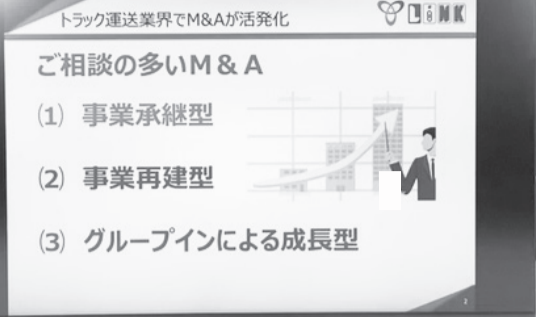 トラック運送業界でM&Aが活発化
LINK
ご相談の多いM & A
(1) 事業承継型
(2) 事業再建型
(3) グループインによる成長型
2